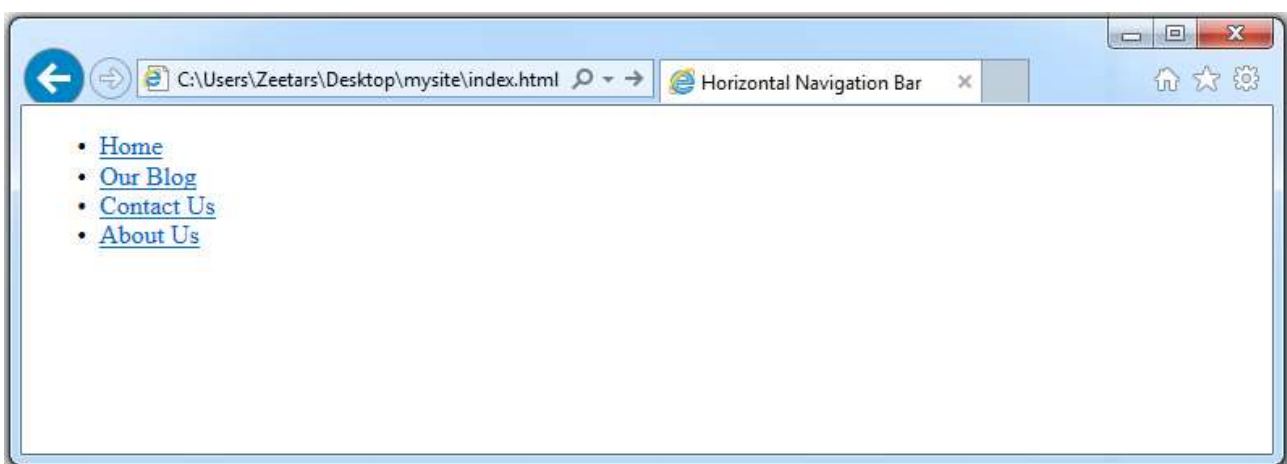 C:\Users\Zeetars\Desktop\mysite\index.html
Horizontal Navigation Bar
• Home
• Our Blog
• Contact Us
• About Us